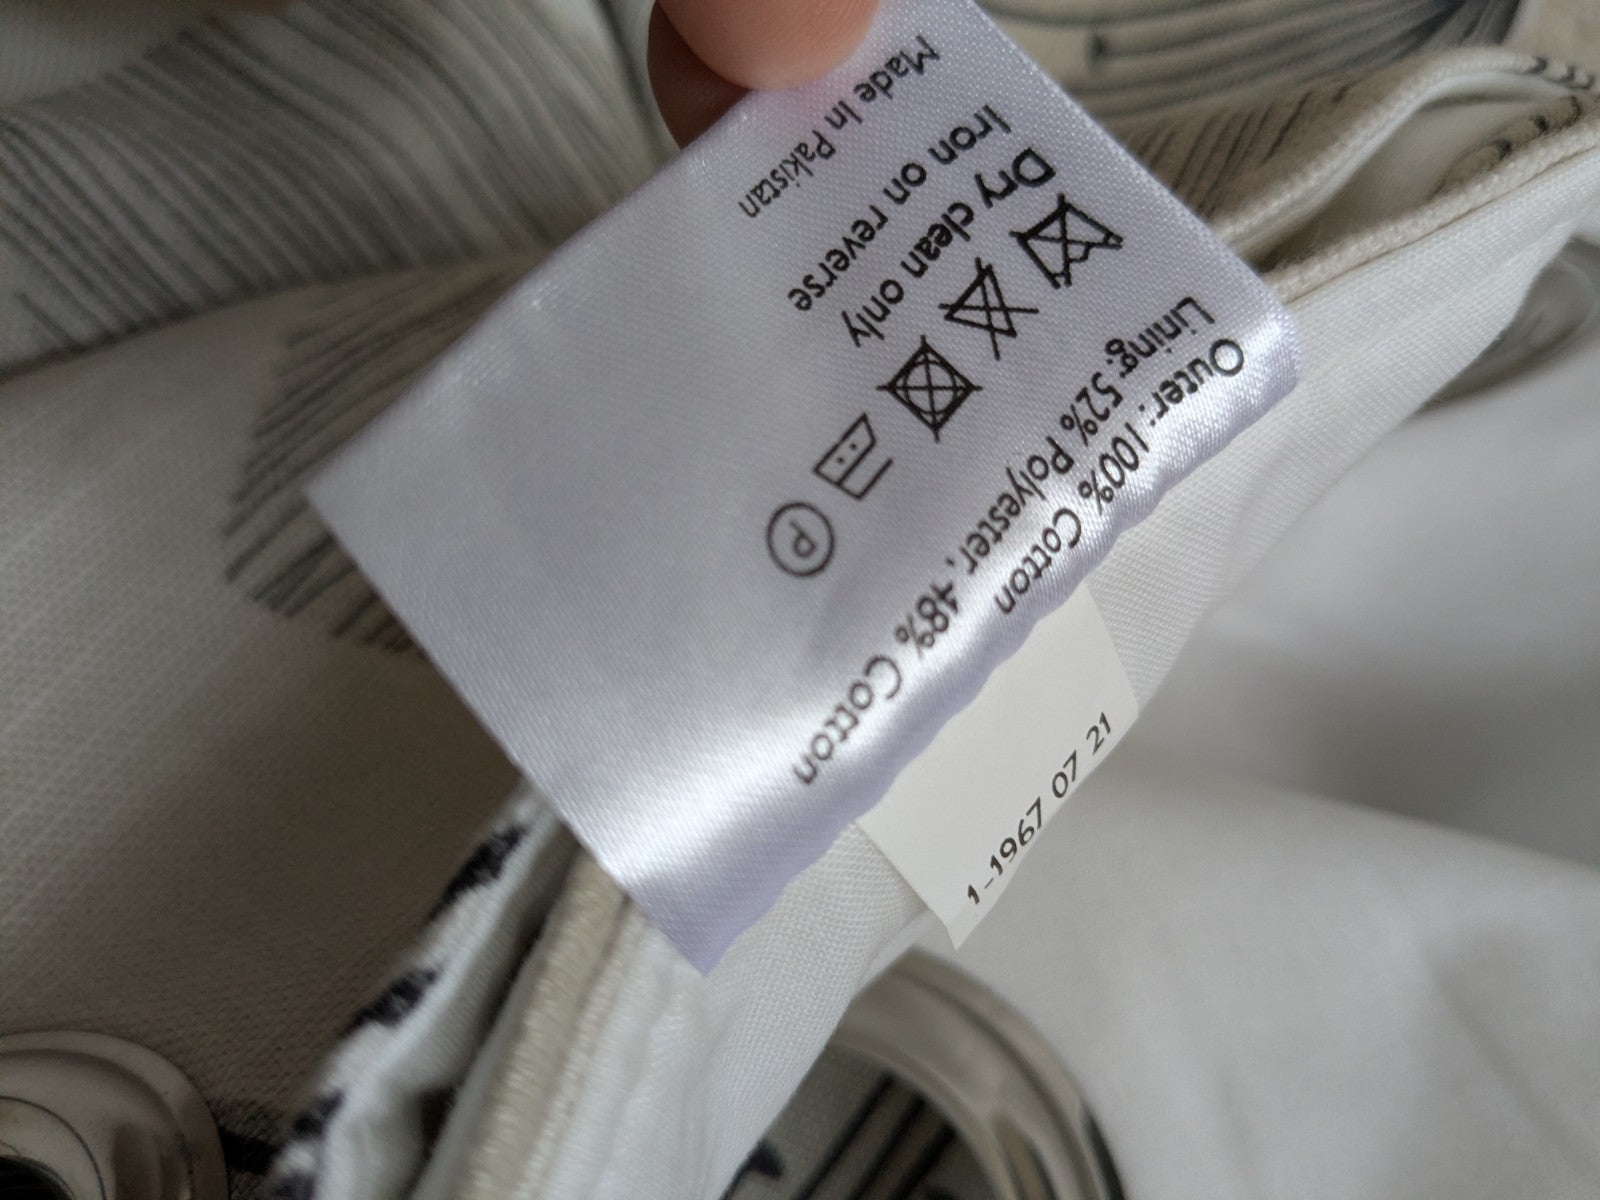 Outer: 100% Cotton
Lining: 52% Polyester, 48% Cotton
P
Dry clean only
Iron on reverse
Made In Pakistan
1-1967 07 21